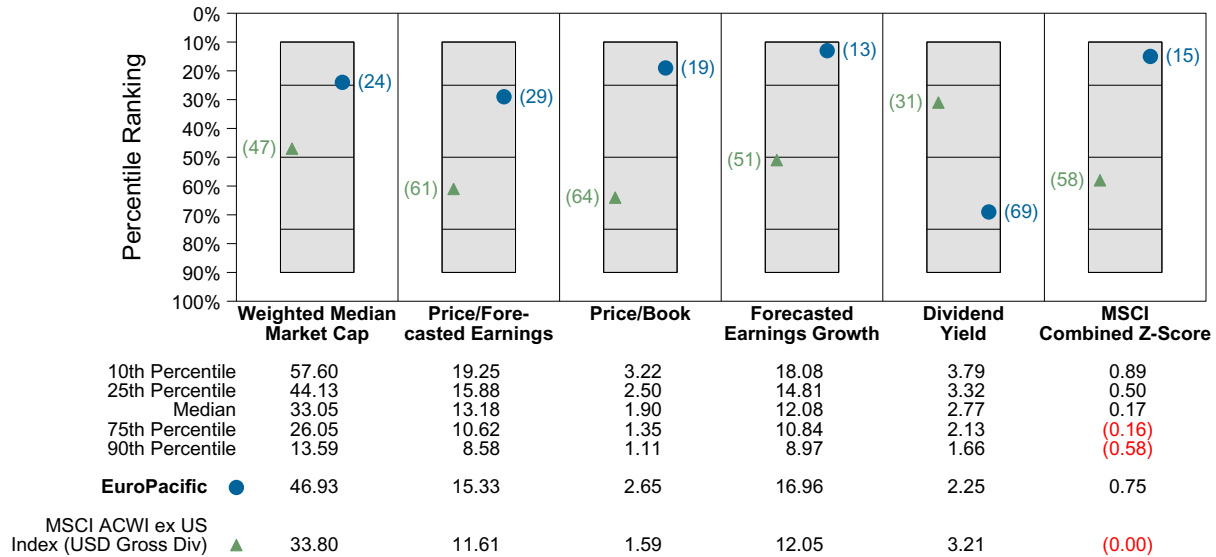 Percentile Ranking
0%
10%
20%
30%
40%
50%
60%
70%
80%
90%
100%
(24)
(47)
(29)
(61)
(19)
(64)
(13)
(51)
(31)
(69)
(15)
(58)
Weighted Median
Market Cap
Price/Fore-
casted Earnings
Price/Book
Forecasted
Earnings Growth
Dividend
Yield
MSCI
Combined Z-Score
10th Percentile 57.60 19.25 3.22 18.08 3.79 0.89
25th Percentile 44.13 15.88 2.50 14.81 3.32 0.50
Median 33.05 13.18 1.90 12.08 2.77 0.17
75th Percentile 26.05 10.62 1.35 10.84 2.13 (0.16)
90th Percentile 13.59 8.58 1.11 8.97 1.66 (0.58)
EuroPacific 46.93 15.33 2.65 16.96 2.25 0.75
MSCI ACWI ex US
Index (USD Gross Div) 33.80 11.61 1.59 12.05 3.21 (0.00)